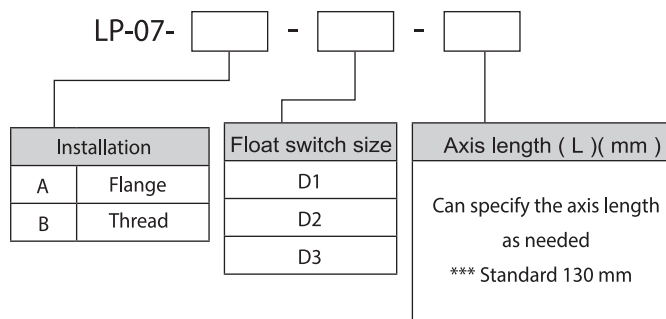 LP-07- - -
Installation
A Flange
B Thread
Float switch size
D1
D2
D3
Axis length ( L )( mm )
Can specify the axis length
as needed
*** Standard 130 mm